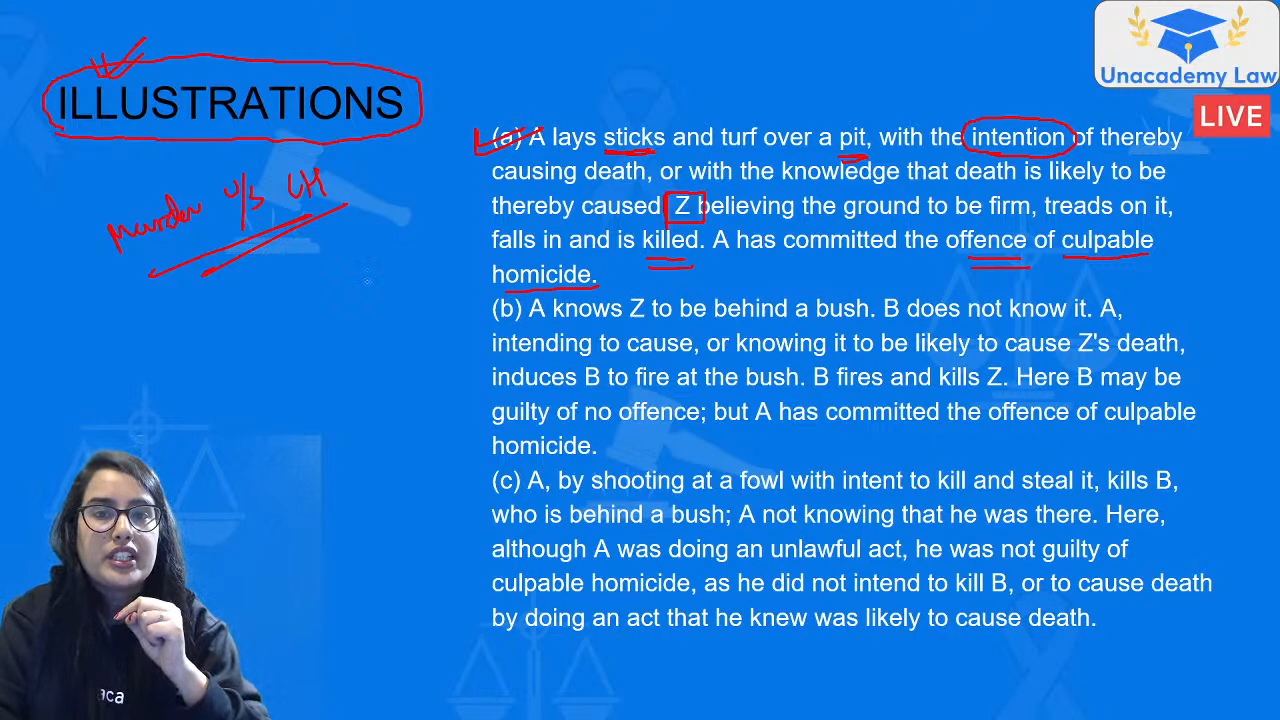 Unacademy Law
LIVE
ILLUSTRATIONS
Murder v/s CH
(a) A lays sticks and turf over a pit, with the intention of thereby
causing death, or with the knowledge that death is likely to be
thereby caused Z believing the ground to be firm, treads on it,
falls in and is killed. A has committed the offence of culpable
homicide.
(b) A knows Z to be behind a bush. B does not know it. A,
intending to cause, or knowing it to be likely to cause Z's death,
induces B to fire at the bush. B fires and kills Z. Here B may be
guilty of no offence; but A has committed the offence of culpable
homicide.
(c) A, by shooting at a fowl with intent to kill and steal it, kills B,
who is behind a bush; A not knowing that he was there. Here,
although A was doing an unlawful act, he was not guilty of
culpable homicide, as he did not intend to kill B, or to cause death
by doing an act that he knew was likely to cause death.
aca